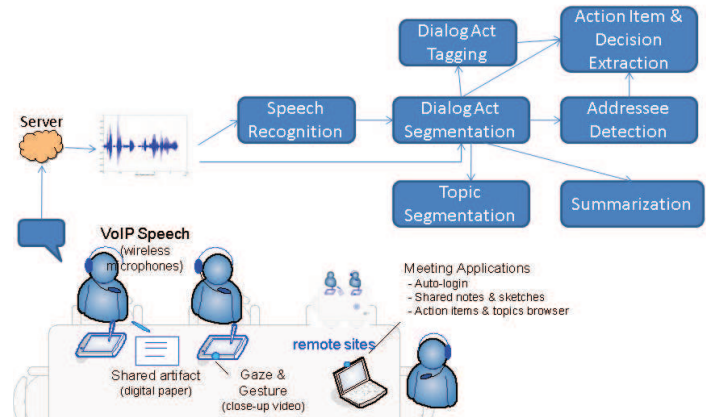 Dialog Act
Tagging
Action Item &
Decision
Extraction
Server
Speech
Recognition
Dialog Act
Segmentation
Addressee
Detection
Topic
Segmentation
Summarization
VoIP Speech
(wireless
microphones)
Meeting Applications
- Auto-login
- Shared notes & sketches
- Action items & topics browser
remote sites
Shared artifact
(digital paper)
Gaze &
Gesture
(close-up video)